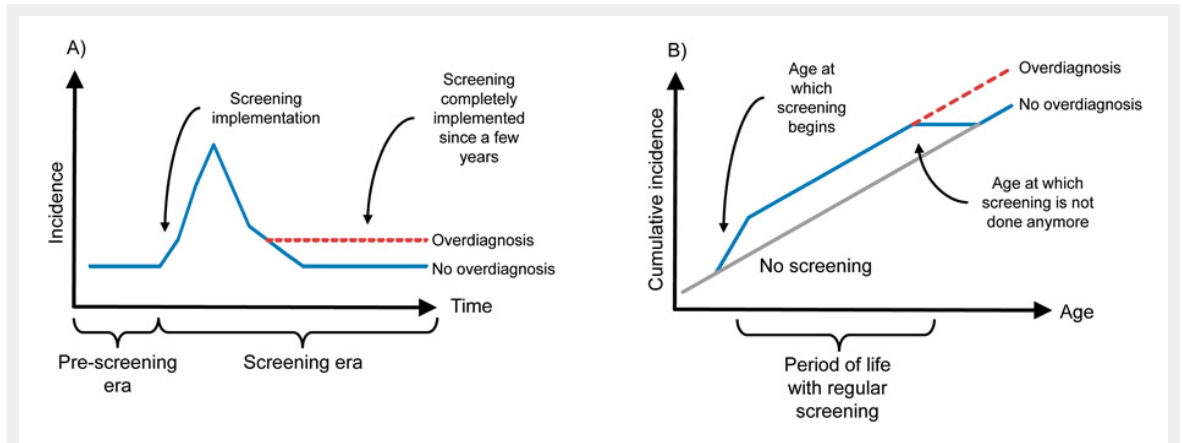 A)
Screening
implementation
Screening
completely
implemented
since a few
years
Incidence
Overdiagnosis
No overdiagnosis
Time
Pre-screening
era
Screening era
B)
Age at
which
screening
begins
Overdiagnosis
No overdiagnosis
Cumulative incidence
Age at which
screening is not
done anymore
No screening
Age
Period of life
with regular
screening